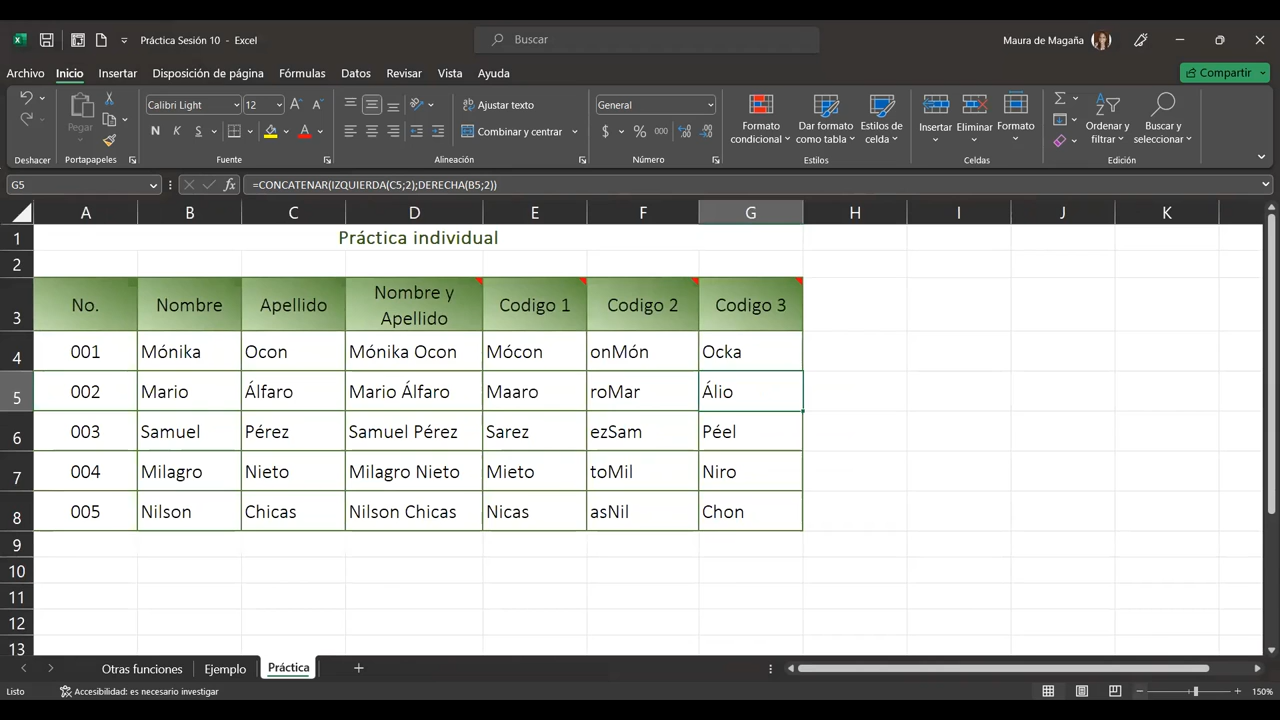 Práctica Sesión 10 - Excel
Buscar
Maura de Magaña
Archivo Inicio Insertar Disposición de página Fórmulas Datos Revisar Vista Ayuda
Compartir
Pegar
Calibri Light 12
N K S
Ajustar texto
Combinar y centrar
General
$ % 000
Formato condicional
Dar formato como tabla
Estilos de celda
Insertar Eliminar Formato
Ordenar y filtrar
Buscar y seleccionar
Deshacer Portapapeles Fuente Alineación Número Estilos Celdas Edición
G5 fx =CONCATENAR(IZQUIERDA(C5;2);DERECHA(B5;2))
A B C D E F G H I J K
1 Práctica individual
2
3 No. Nombre Apellido Nombre y Apellido Codigo 1 Codigo 2 Codigo 3
4 001 Mónika Ocon Mónika Ocon Mócon onMón Ocka
5 002 Mario Álfaro Mario Álfaro Maaro roMar Álio
6 003 Samuel Pérez Samuel Pérez Sarez ezSam Péel
7 004 Milagro Nieto Milagro Nieto Mieto toMil Niro
8 005 Nilson Chicas Nilson Chicas Nicas asNil Chon
9
10
11
12
13
Otras funciones Ejemplo Práctica
Listo Accesibilidad: es necesario investigar 150%